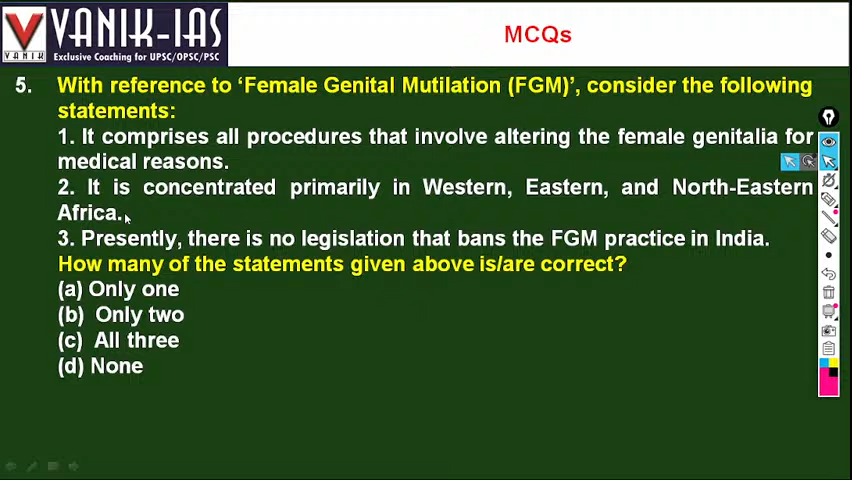 VANIK-IAS
VANIK
Exclusive Coaching for UPSC/OPSC/PSC
MCQs
5. With reference to ‘Female Genital Mutilation (FGM)’, consider the following
statements:
1. It comprises all procedures that involve altering the female genitalia for
medical reasons.
2. It is concentrated primarily in Western, Eastern, and North-Eastern
Africa.
3. Presently, there is no legislation that bans the FGM practice in India.
How many of the statements given above is/are correct?
(a) Only one
(b) Only two
(c) All three
(d) None